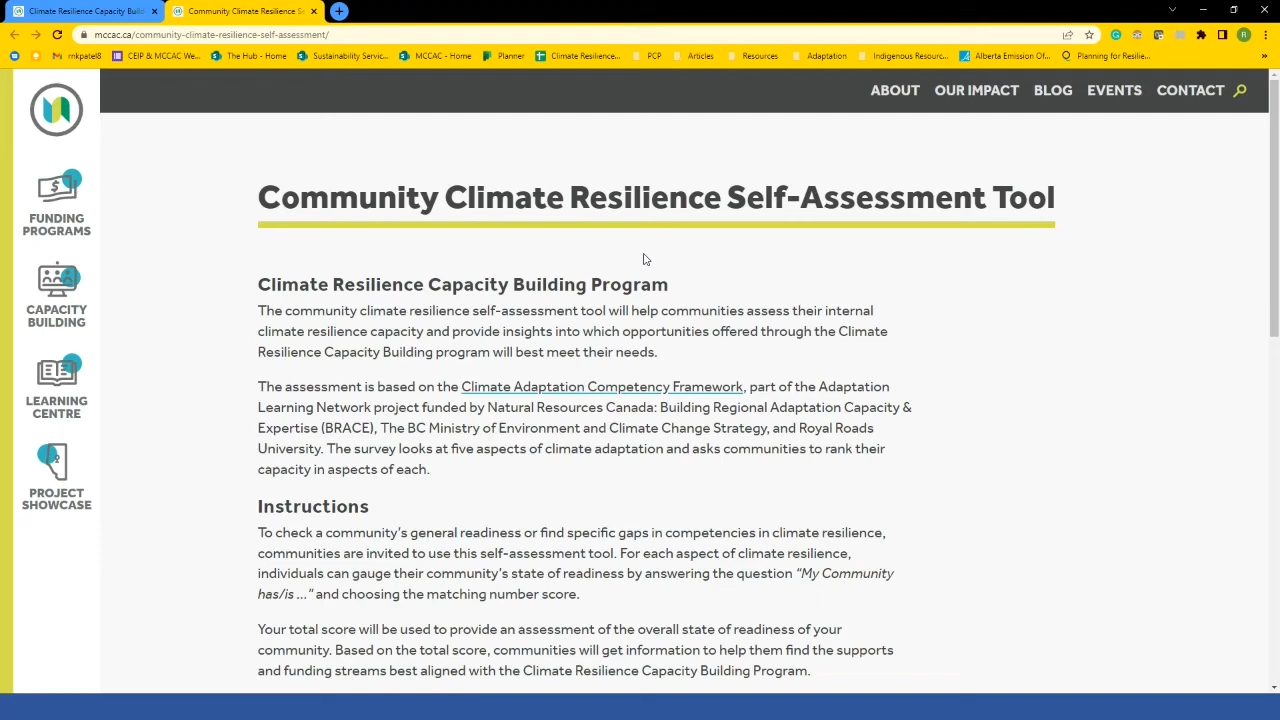 Climate Resilience Capacity Build
Community Climate Resilience Se
mccac.ca/community-climate-resilience-self-assessment/
R
rnkpatel8
CEIP & MCCAC We...
The Hub - Home
Sustainability Servic...
MCCAC - Home
Planner
Climate Resilience...
PCP
Articles
Resources
Adaptation
Indigenous Resourc...
Alberta Emission Of...
Planning for Resilie...
ABOUT
OUR IMPACT
BLOG
EVENTS
CONTACT
FUNDING
PROGRAMS
CAPACITY
BUILDING
LEARNING
CENTRE
PROJECT
SHOWCASE
Community Climate Resilience Self-Assessment Tool
Climate Resilience Capacity Building Program
The community climate resilience self-assessment tool will help communities assess their internal
climate resilience capacity and provide insights into which opportunities offered through the Climate
Resilience Capacity Building program will best meet their needs.
The assessment is based on the Climate Adaptation Competency Framework, part of the Adaptation
Learning Network project funded by Natural Resources Canada: Building Regional Adaptation Capacity &
Expertise (BRACE), The BC Ministry of Environment and Climate Change Strategy, and Royal Roads
University. The survey looks at five aspects of climate adaptation and asks communities to rank their
capacity in aspects of each.
Instructions
To check a community's general readiness or find specific gaps in competencies in climate resilience,
communities are invited to use this self-assessment tool. For each aspect of climate resilience,
individuals can gauge their community's state of readiness by answering the question “My Community
has/is ...” and choosing the matching number score.
Your total score will be used to provide an assessment of the overall state of readiness of your
community. Based on the total score, communities will get information to help them find the supports
and funding streams best aligned with the Climate Resilience Capacity Building Program.